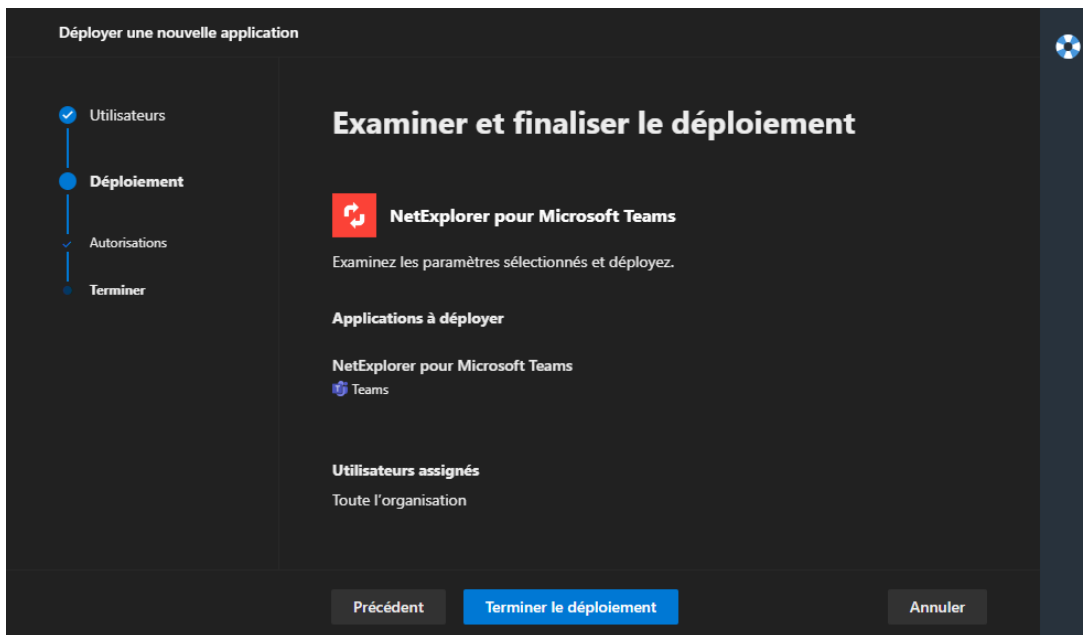 Déployer une nouvelle application
Utilisateurs
Déploiement
Autorisations
Terminer
Examiner et finaliser le déploiement
NetExplorer pour Microsoft Teams
Examinez les paramètres sélectionnés et déployez.
Applications à déployer
NetExplorer pour Microsoft Teams
Teams
Utilisateurs assignés
Toute l'organisation
Précédent
Terminer le déploiement
Annuler